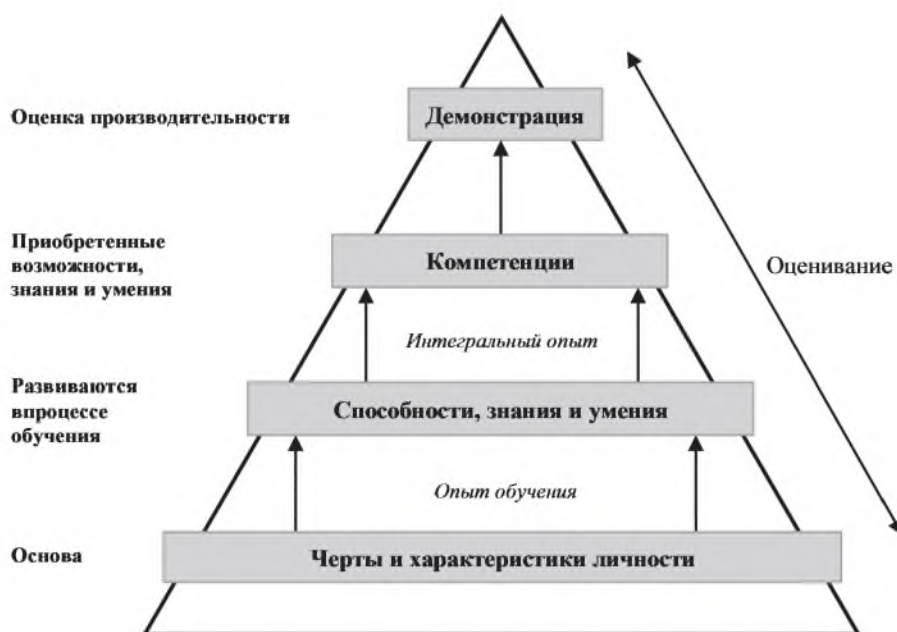 Оценка производительности
Демонстрация
Приобретенные
возможности,
знания и умения
Компетенции
Оценивание
Интегральный опыт
Развиваются
впроцессе
обучения
Способности, знания и умения
Опыт обучения
Основа
Черты и характеристики личности